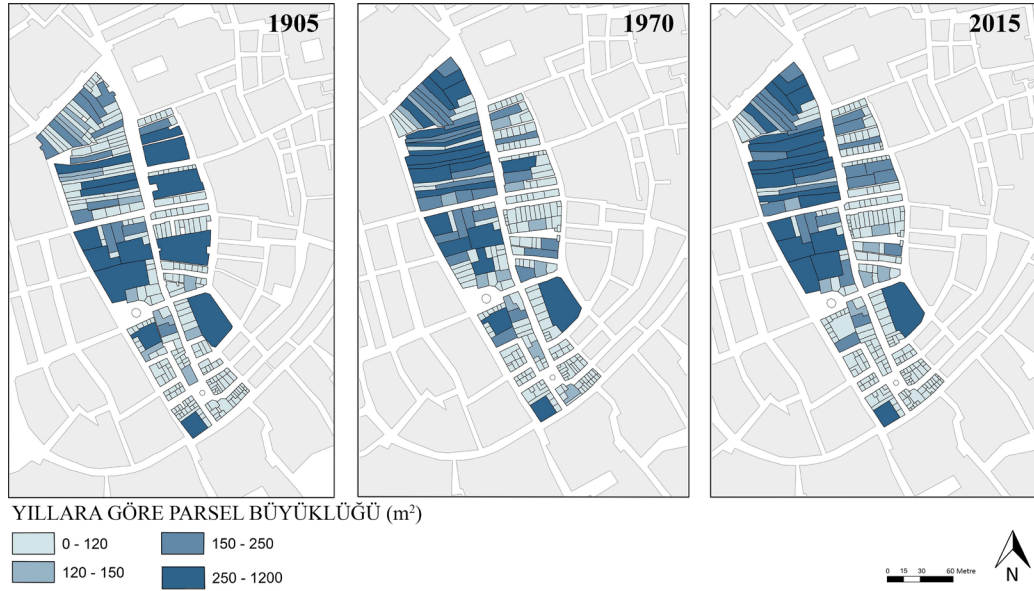 1905
1970
2015
YILLARA GÖRE PARSEL BÜYÜKLÜĞÜ (m²)
0 - 120
150 - 250
120 - 150
250 - 1200
0 15 30 60 Metre
N